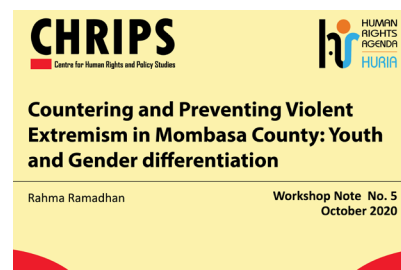 CHRIPS
Centre for Human Rights and Policy Studies
HUMAN
RIGHTS
AGENDA
HURIA
Countering and Preventing Violent
Extremism in Mombasa County: Youth
and Gender differentiation
Rahma Ramadhan
Workshop Note No. 5
October 2020